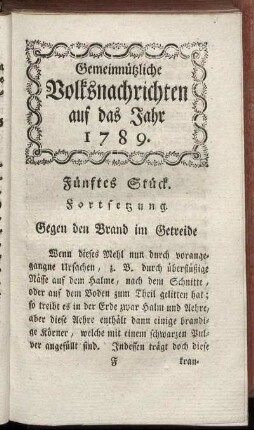 Gemeinnützliche
Volksnachrichten
auf das Jahr
1789.
Fünftes Stück.
Fortsetzung
Gegen den Brand im Getreide
Wenn dieses Mehl nun durch vorange-
gangne Ursachen, z. B. durch überflüßige
Nässe auf dem Halme, nach dem Schnitte,
oder auf dem Boden zum Theil gelitten hat;
so treibt es in der Erde zwar Halm und Aehre,
aber diese Aehre enthält dann einige brandi-
ge Körner, welche mit einem schwarzen Pul-
ver angefüllt sind. Indessen trägt doch diese
F kran-